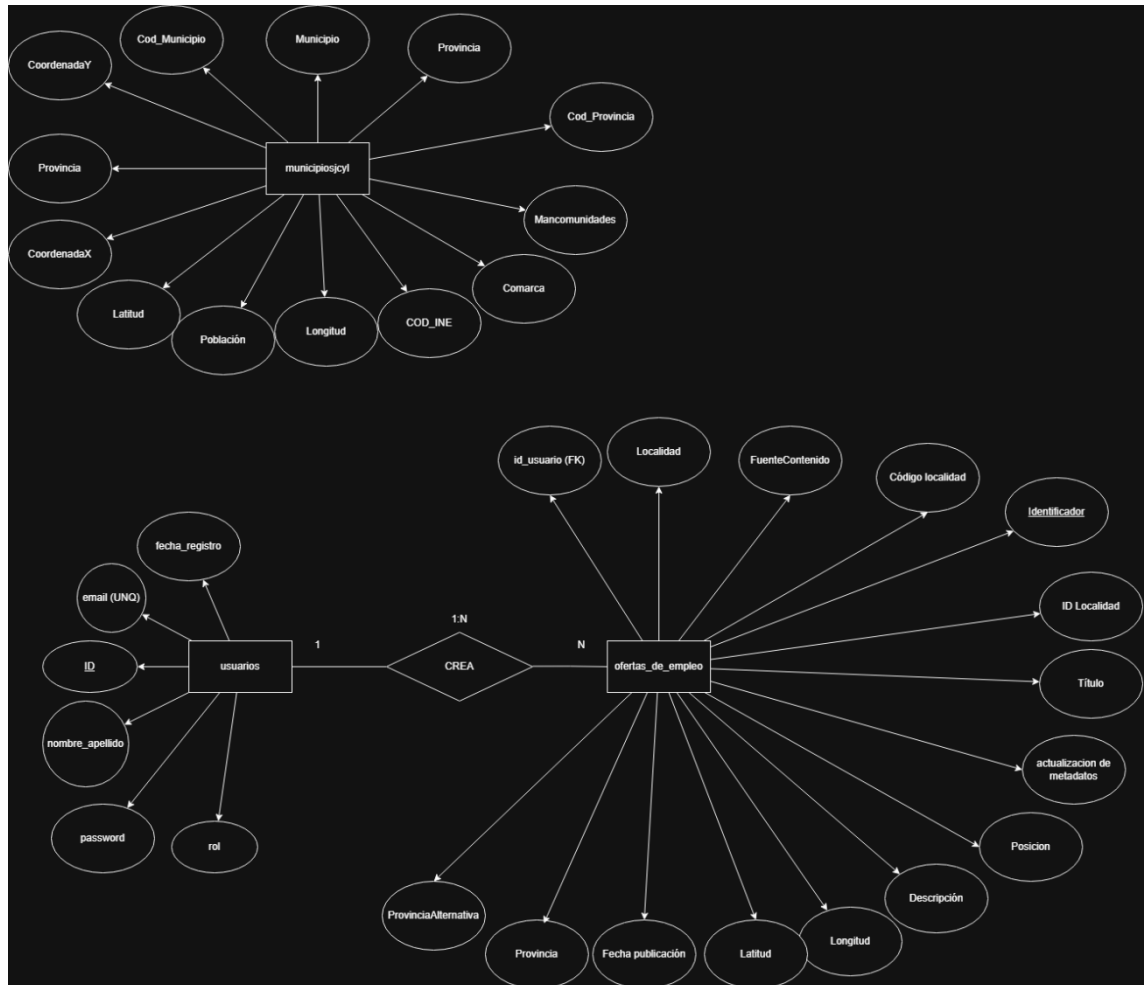 Cod_Municipio
Municipio
Provincia
CoordenadaY
Cod_Provincia
Provincia
municipiosjcyl
Mancomunidades
CoordenadaX
Comarca
Latitud
Población
Longitud
COD_INE
id_usuario (FK)
Localidad
FuenteContenido
Código localidad
Identificador
fecha_registro
email (UNQ)
ID Localidad
1:N
ID
usuarios
1
CREA
N
ofertas_de_empleo
Título
nombre_apellido
actualizacion de
metadatos
password
rol
Posicion
Descripción
ProvinciaAlternativa
Provincia
Fecha publicación
Latitud
Longitud